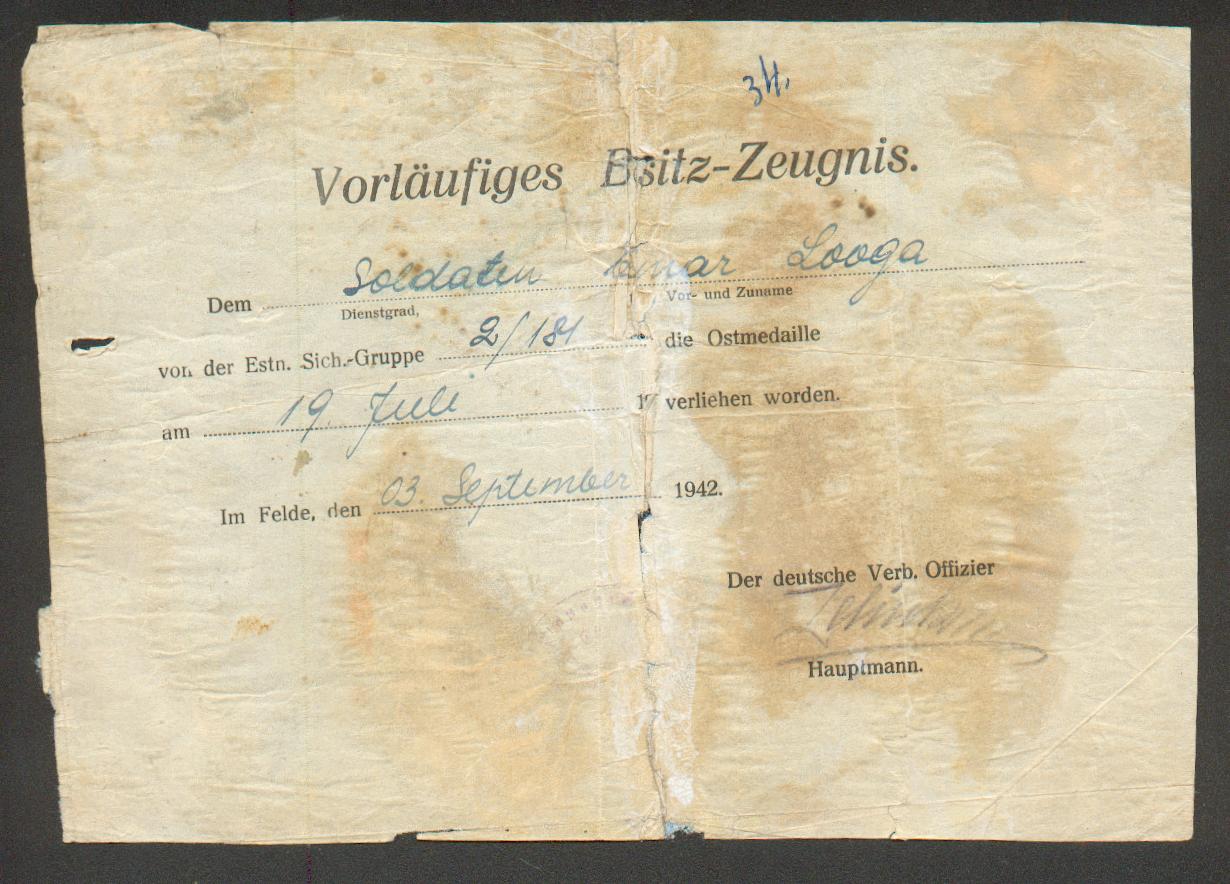 34.
Vorläufiges Besitz-Zeugnis.
Dem Soldaten Looga
Dienstgrad, Vor- und Zuname
von der Estn. Sich.-Gruppe 2/181 die Ostmedaille
am 19. Juli verliehen worden.
Im Felde, den 03. September 1942.
Der deutsche Verb. Offizier
Hauptmann.